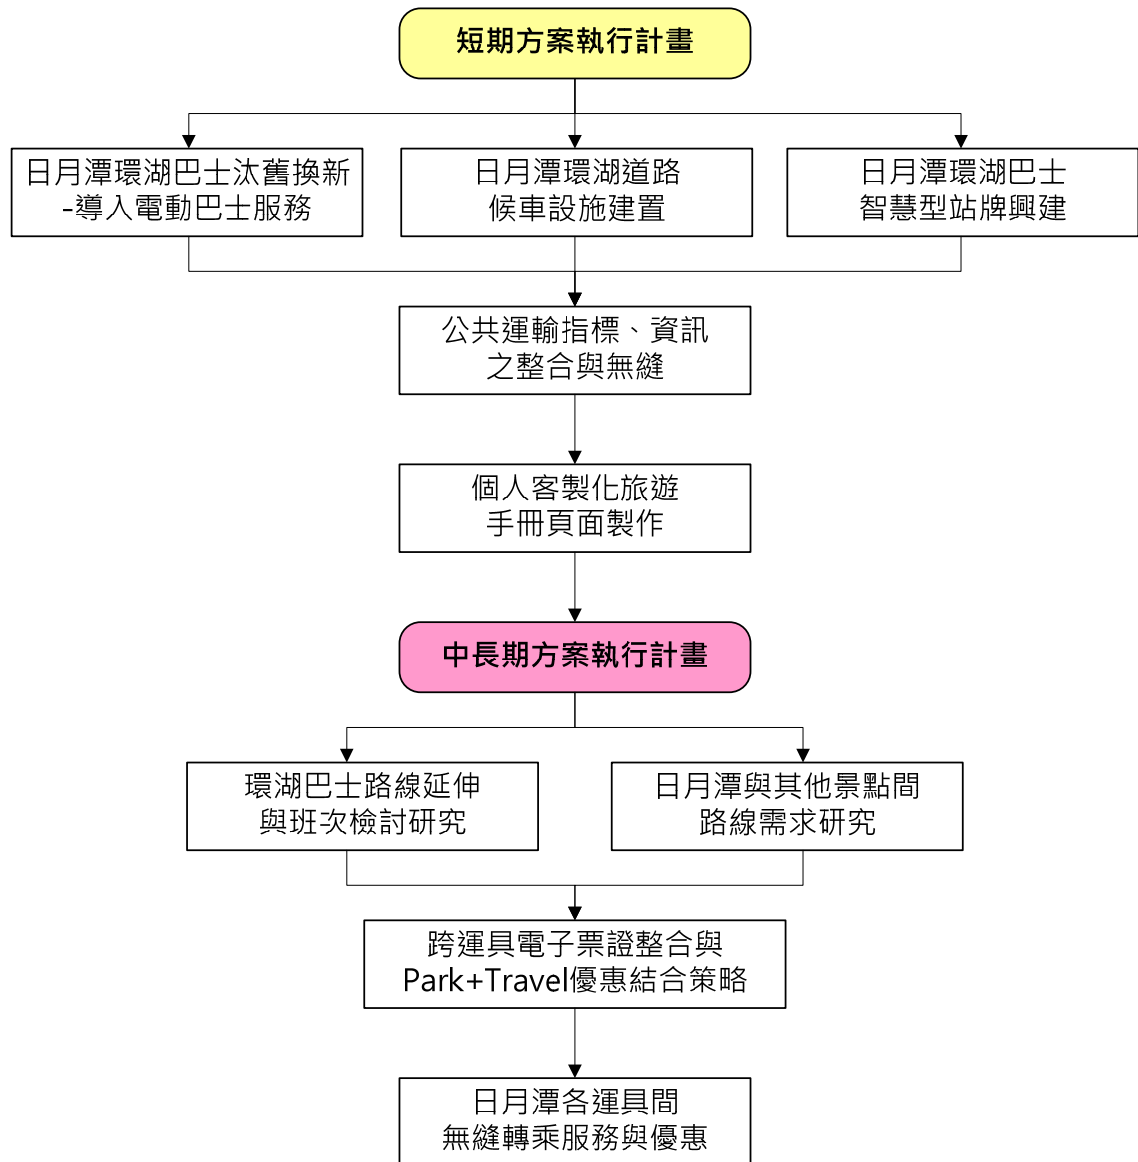 短期方案執行計畫
日月潭環湖巴士汰舊換新
-導入電動巴士服務
日月潭環湖道路
候車設施建置
日月潭環湖巴士
智慧型站牌興建
公共運輸指標、資訊
之整合與無縫
個人客製化旅遊
手冊頁面製作
中長期方案執行計畫
環湖巴士路線延伸
與班次檢討研究
日月潭與其他景點間
路線需求研究
跨運具電子票證整合與
Park+Travel優惠結合策略
日月潭各運具間
無縫轉乘服務與優惠